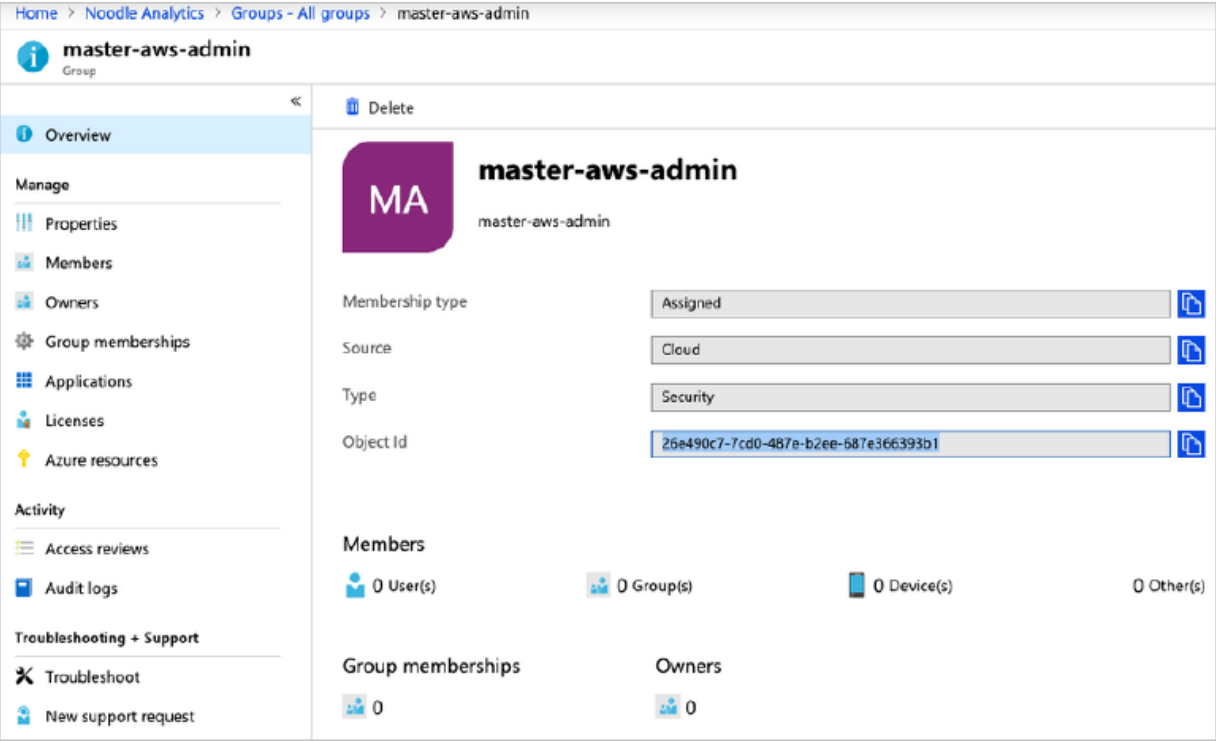 Home > Noodle Analytics > Groups - All groups > master-aws-admin
master-aws-admin
Group
«
Overview
Manage
Properties
Members
Owners
Group memberships
Applications
Licenses
Azure resources
Activity
Access reviews
Audit logs
Troubleshooting + Support
Troubleshoot
New support request
Delete
MA
master-aws-admin
master-aws-admin
Membership type Assigned
Source Cloud
Type Security
Object Id 26e490c7-7cd0-487e-b2ee-687e366393b1
Members
0 User(s) 0 Group(s) 0 Device(s) 0 Other(s)
Group memberships Owners
0 0